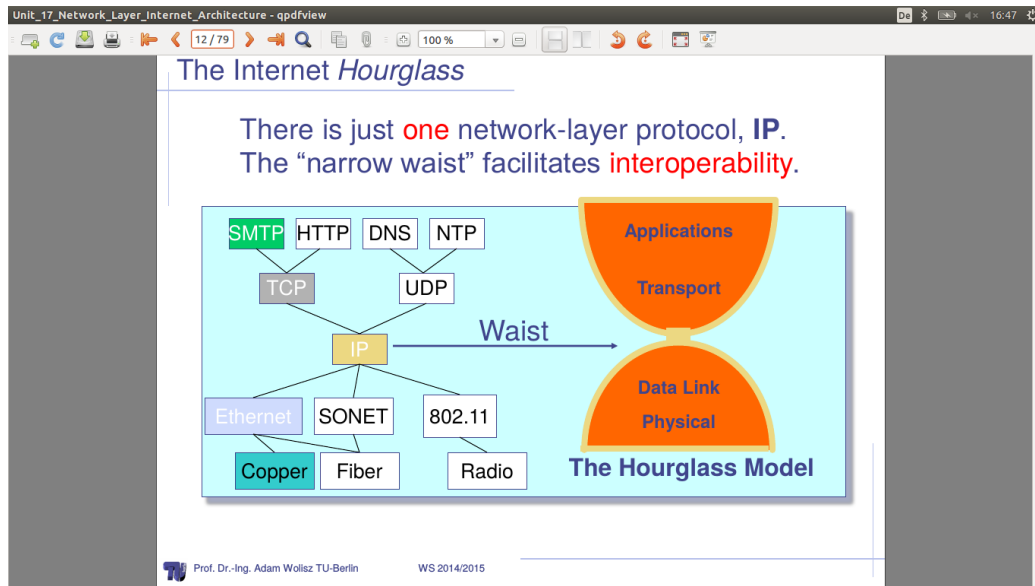 Unit_17_Network_Layer_Internet_Architecture - qpdfview
De 16:47
12 / 79
100 %
The Internet Hourglass
There is just one network-layer protocol, IP.
The “narrow waist” facilitates interoperability.
SMTP HTTP DNS NTP
TCP UDP
IP
Waist
Ethernet SONET 802.11
Copper Fiber Radio
Applications
Transport
Data Link
Physical
The Hourglass Model
Prof. Dr.-Ing. Adam Wolisz TU-Berlin WS 2014/2015